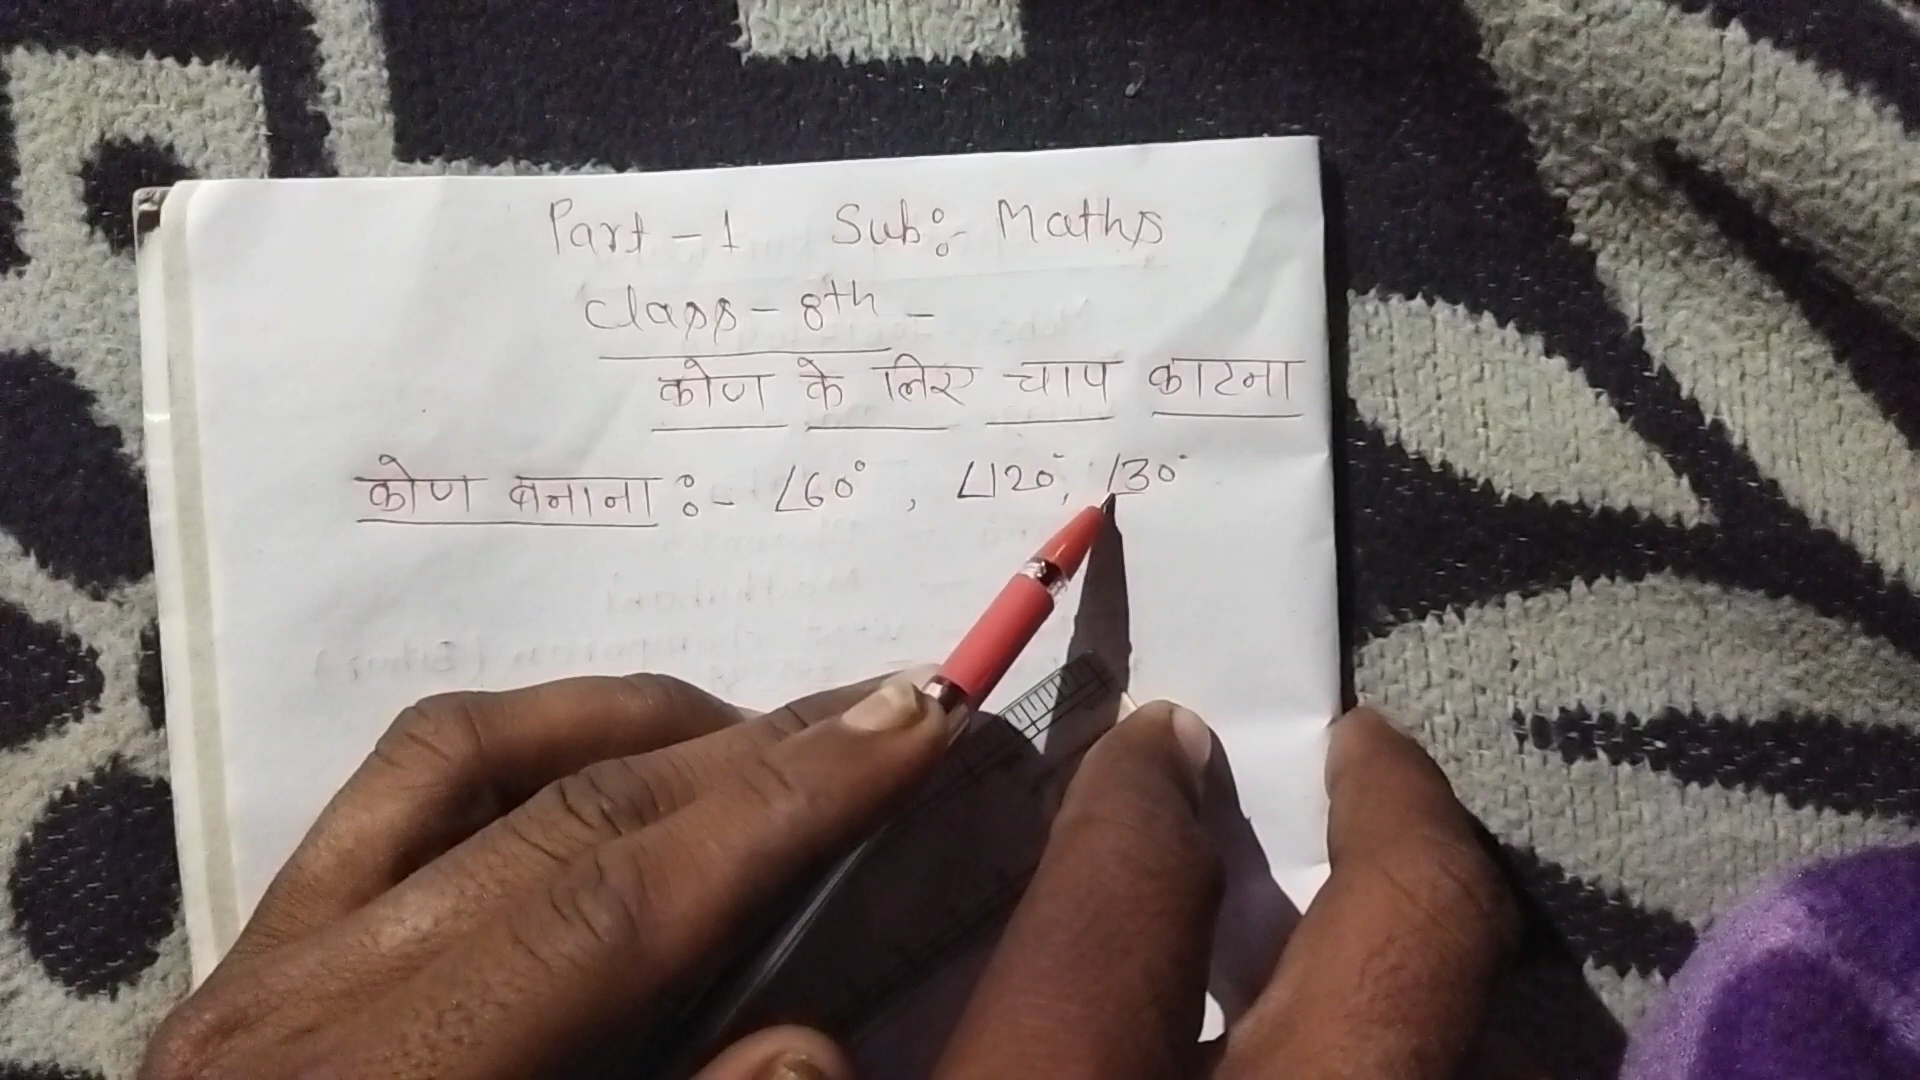 Part - 1 Sub:- Maths
Class - 8th -
कोण के लिए चाप काटना
कोण बनाना :- ∠60°, ∠120°, ∠30°